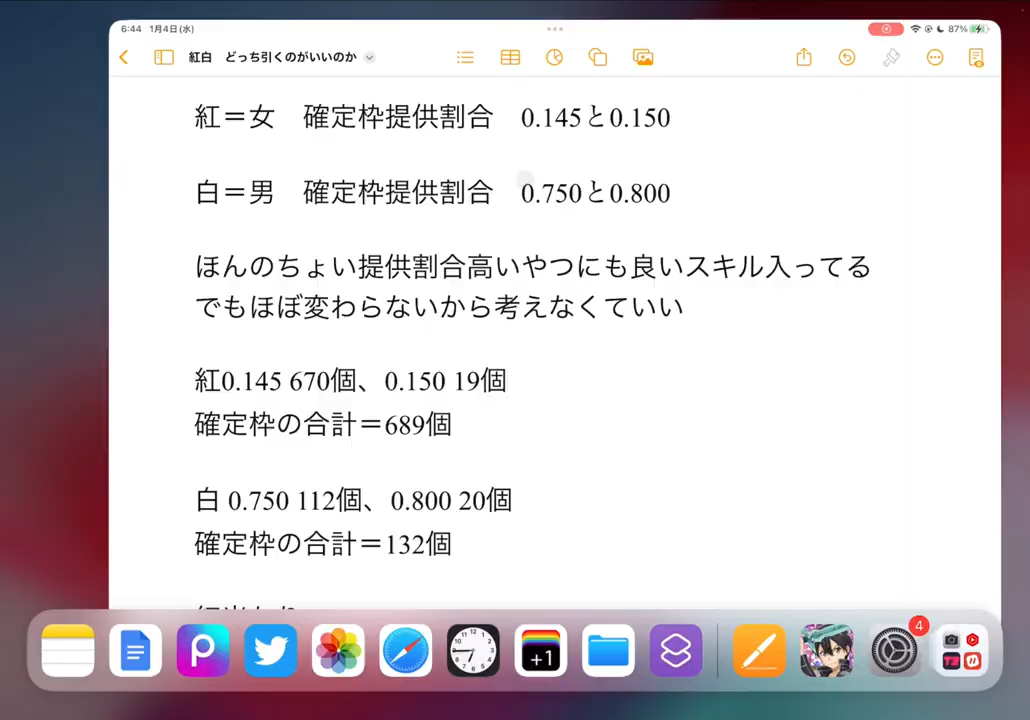 6:44 1月4日(水)
87%
紅白 どっち引くのがいいのか
紅＝女 確定枠提供割合 0.145と0.150
白＝男 確定枠提供割合 0.750と0.800
ほんのちょい提供割合高いやつにも良いスキル入ってる
でもほぼ変わらないから考えなくていい
紅0.145 670個、0.150 19個
確定枠の合計＝689個
白 0.750 112個、0.800 20個
確定枠の合計＝132個
+1
4